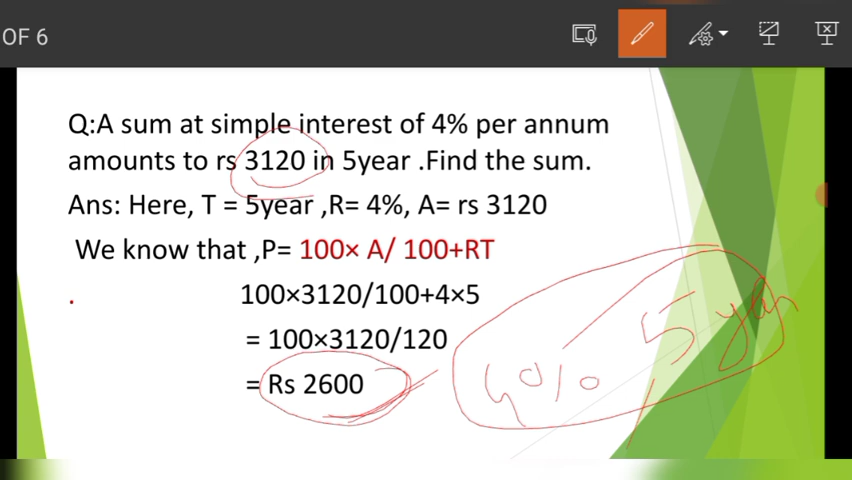 OF 6
Q:A sum at simple interest of 4% per annum
amounts to rs 3120 in 5year .Find the sum.
Ans: Here, T = 5year ,R= 4%, A= rs 3120
We know that ,P= 100× A/ 100+RT
. 100×3120/100+4×5
= 100×3120/120
= Rs 2600
4% 5 year